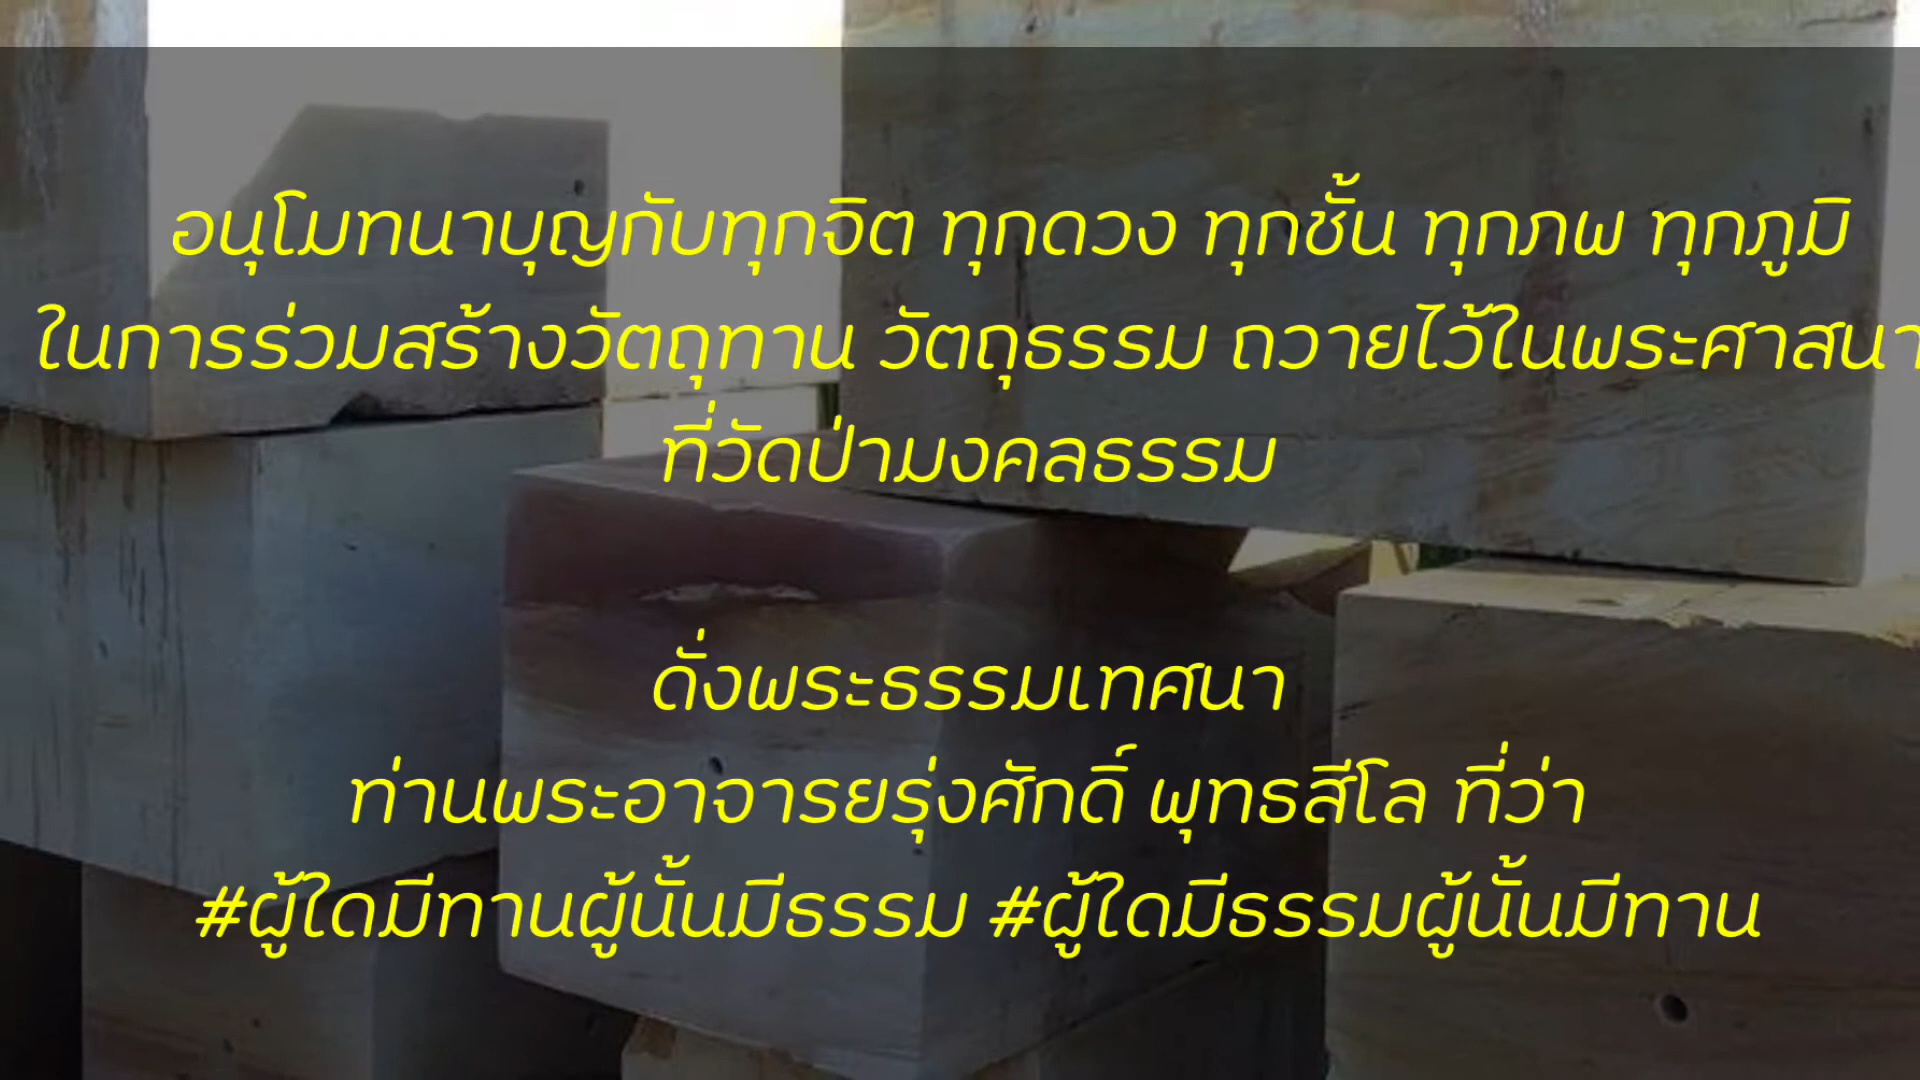 อนุโมทนาบุญกับทุกจิต ทุกดวง ทุกชั้น ทุกภพ ทุกภูมิ
ในการร่วมสร้างวัตถุทาน วัตถุธรรม ถวายไว้ในพระศาสนา
ที่วัดป่ามงคลธรรม
ดั่งพระธรรมเทศนา
ท่านพระอาจารยรุ่งศักดิ์ พุทธสีโล ที่ว่า
#ผู้ใดมีทานผู้นั้นมีธรรม #ผู้ใดมีธรรมผู้นั้นมีทาน